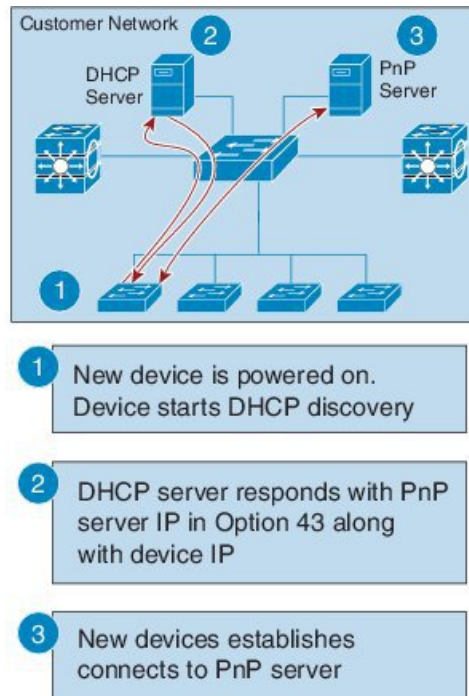 Customer Network
2
3
DHCP
Server
PnP
Server
1
1
New device is powered on.
Device starts DHCP discovery
2
DHCP server responds with PnP
server IP in Option 43 along
with device IP
3
New devices establishes
connects to PnP server